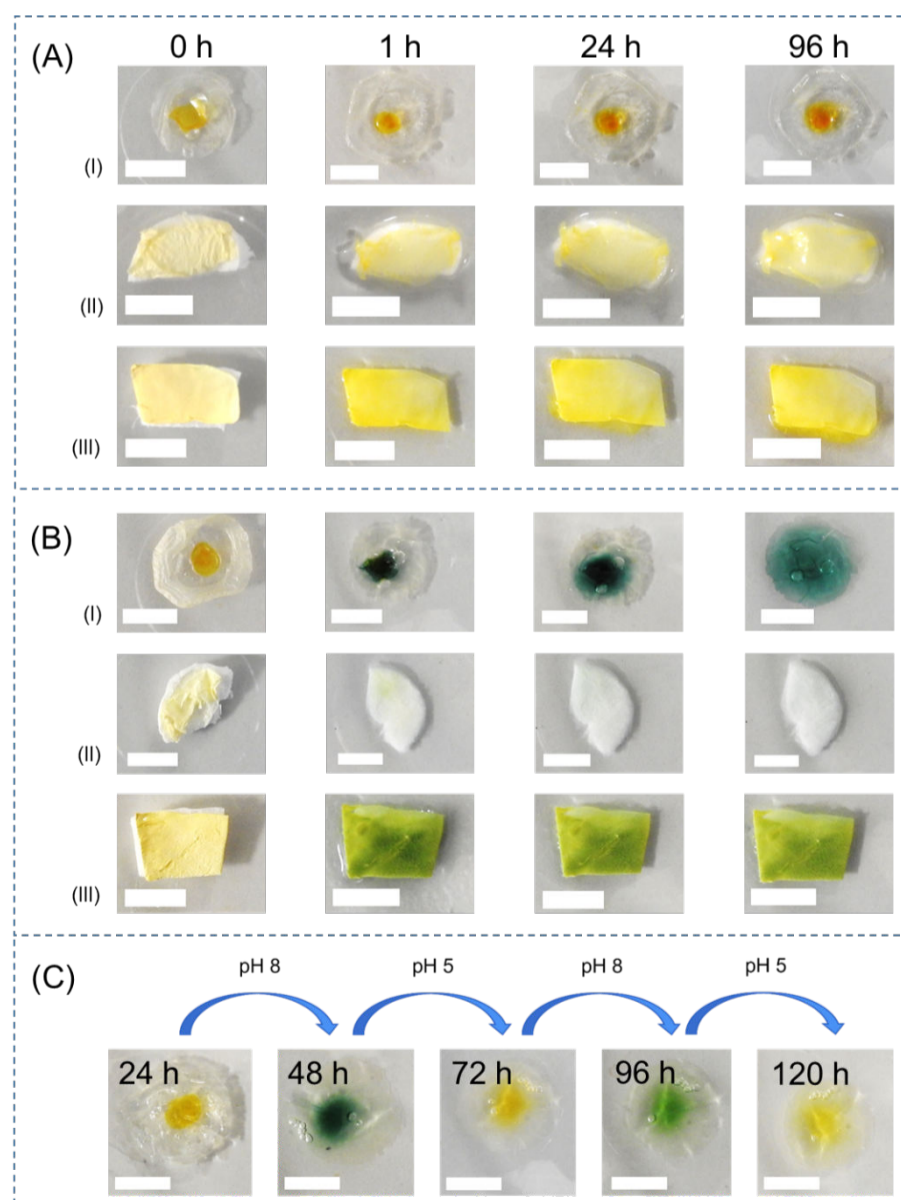 (A)
0 h 1 h 24 h 96 h
(I)
(II)
(III)
(B)
(I)
(II)
(III)
(C)
pH 8 pH 5 pH 8 pH 5
24 h 48 h 72 h 96 h 120 h